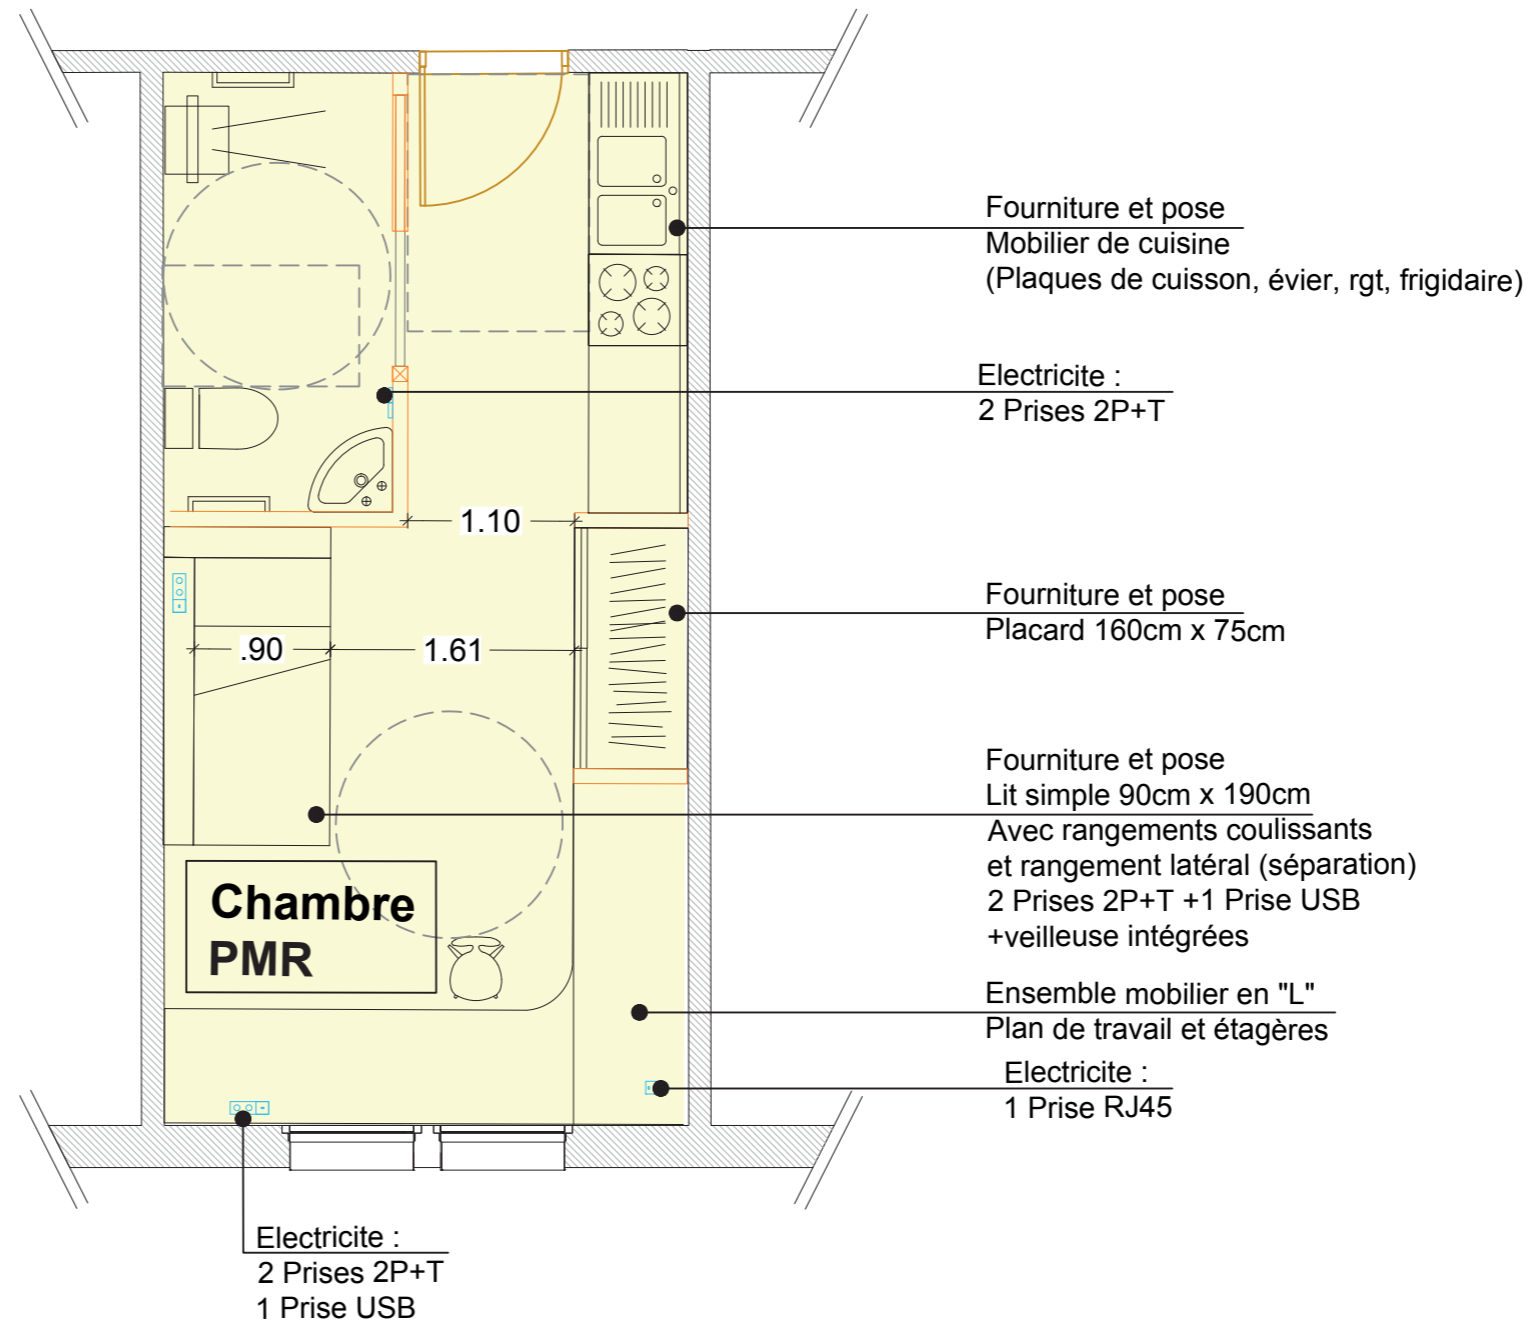 Fourniture et pose
Mobilier de cuisine
(Plaques de cuisson, évier, rgt, frigidaire)
Electricite :
2 Prises 2P+T
1.10
Fourniture et pose
Placard 160cm x 75cm
.90
1.61
Fourniture et pose
Lit simple 90cm x 190cm
Avec rangements coulissants
et rangement latéral (séparation)
2 Prises 2P+T +1 Prise USB
+veilleuse intégrées
Chambre
PMR
Ensemble mobilier en "L"
Plan de travail et étagères
Electricite :
1 Prise RJ45
Electricite :
2 Prises 2P+T
1 Prise USB